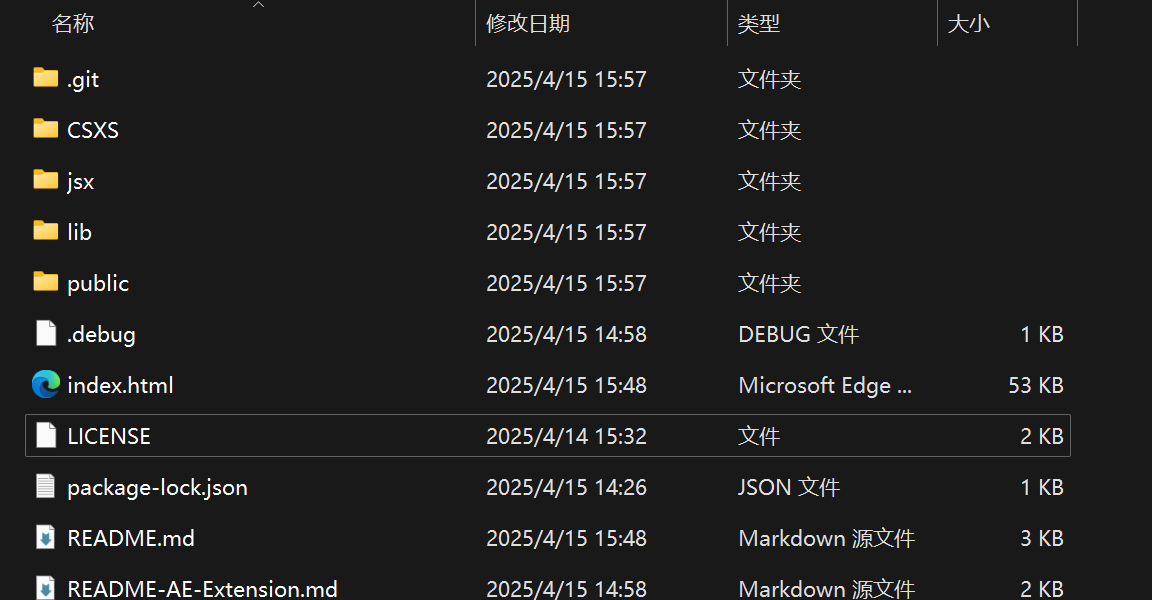 名称 修改日期 类型 大小
.git 2025/4/15 15:57 文件夹
CSXS 2025/4/15 15:57 文件夹
jsx 2025/4/15 15:57 文件夹
lib 2025/4/15 15:57 文件夹
public 2025/4/15 15:57 文件夹
.debug 2025/4/15 14:58 DEBUG 文件 1 KB
index.html 2025/4/15 15:48 Microsoft Edge ... 53 KB
LICENSE 2025/4/14 15:32 文件 2 KB
package-lock.json 2025/4/15 14:26 JSON 文件 1 KB
README.md 2025/4/15 15:48 Markdown 源文件 3 KB
README-AE-Extension.md 2025/4/15 14:58 Markdown 源文件 2 KB